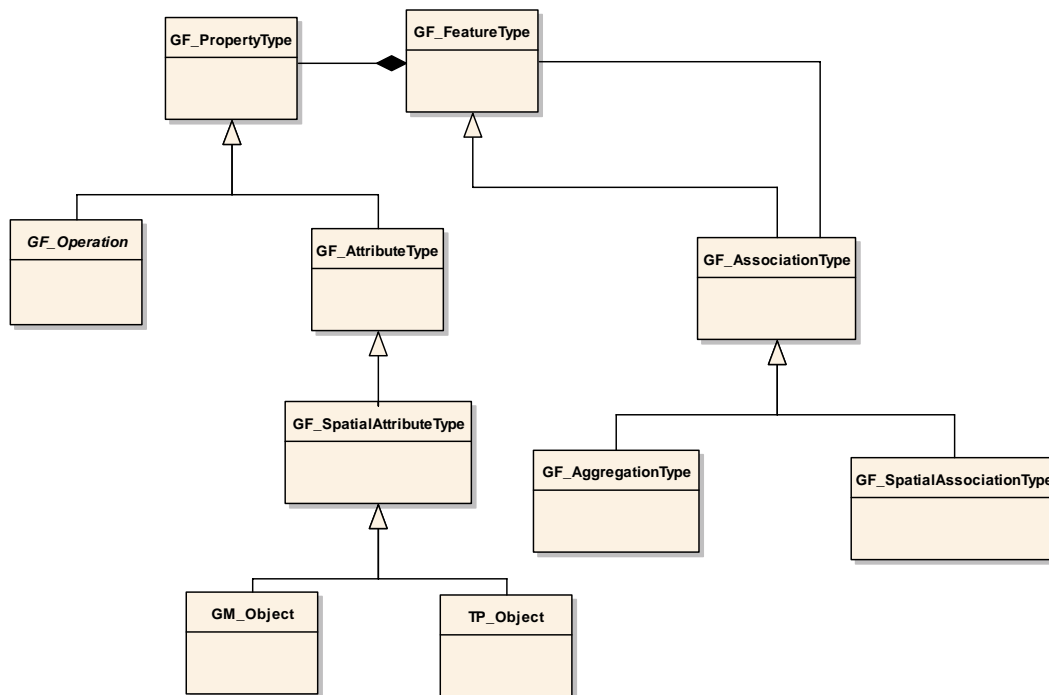 GF_PropertyType
GF_FeatureType
GF_Operation
GF_AttributeType
GF_AssociationType
GF_SpatialAttributeType
GF_AggregationType
GF_SpatialAssociationType
GM_Object
TP_Object